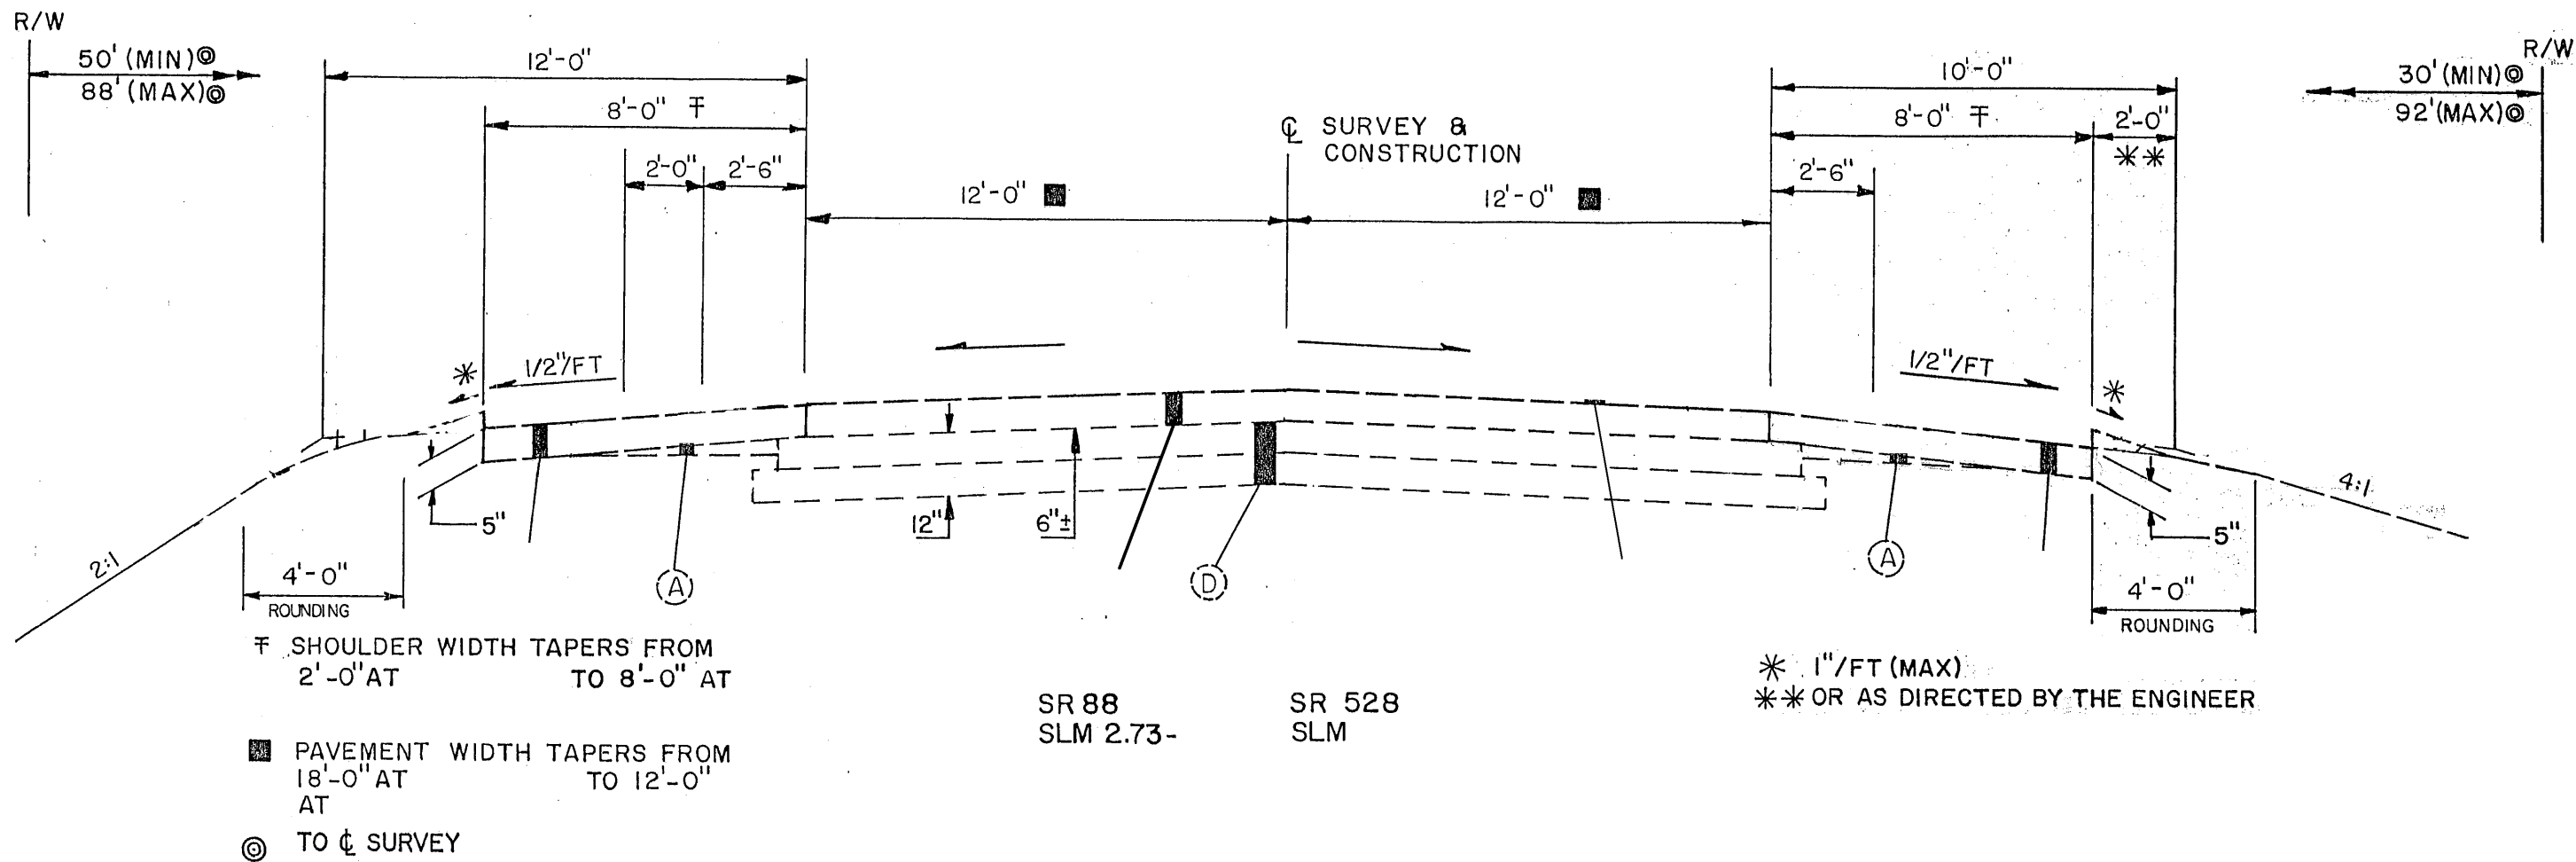 R/W
50' (MIN) ◎
88' (MAX) ◎
12'-0"
8'-0" Ŧ
2'-0"
2'-6"
12'-0" ■
℄ SURVEY &
CONSTRUCTION
12'-0" ■
10'-0"
8'-0" Ŧ
2'-0"
**
2'-6"
R/W
30' (MIN) ◎
92' (MAX) ◎
*
1/2"/FT
1/2"/FT
*
2:1
4'-0"
ROUNDING
5"
A
12"
6"±
D
A
5"
4:1
4'-0"
ROUNDING
Ŧ SHOULDER WIDTH TAPERS FROM
2'-0" AT TO 8'-0" AT
■ PAVEMENT WIDTH TAPERS FROM
18'-0" AT TO 12'-0"
AT
◎ TO ℄ SURVEY
SR 88
SLM 2.73-
SR 528
SLM
* 1"/FT (MAX)
** OR AS DIRECTED BY THE ENGINEER